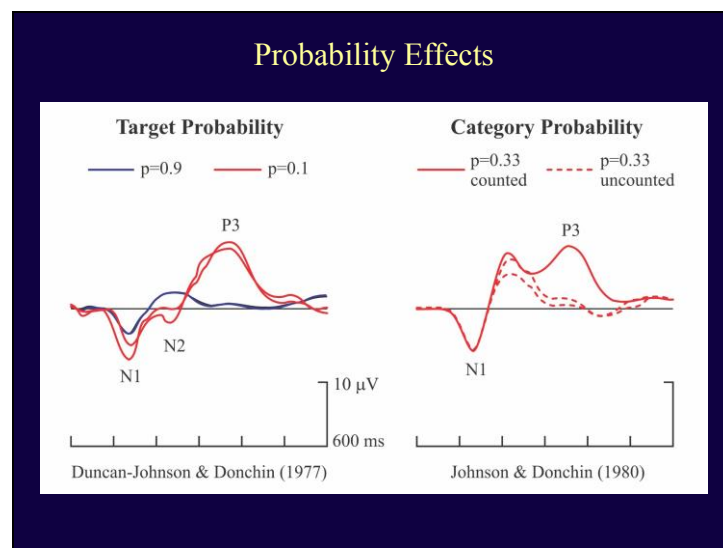 Probability Effects
Target Probability
p=0.9
p=0.1
P3
N2
N1
10 µV
600 ms
Duncan-Johnson & Donchin (1977)
Category Probability
p=0.33
counted
p=0.33
uncounted
P3
N1
Johnson & Donchin (1980)